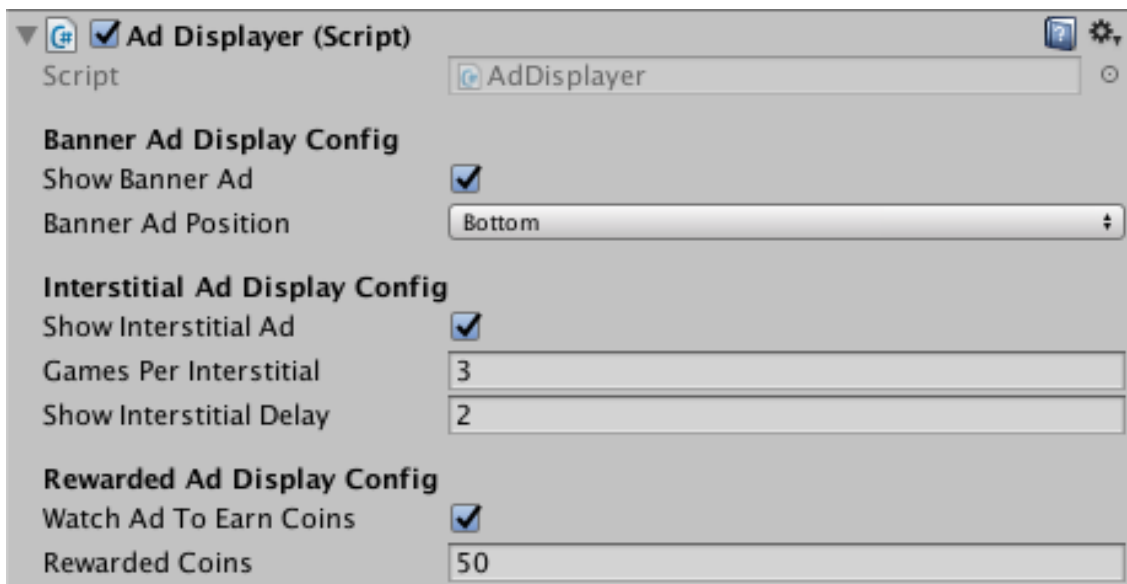 Ad Displayer (Script)
Script AdDisplayer
Banner Ad Display Config
Show Banner Ad
Banner Ad Position Bottom
Interstitial Ad Display Config
Show Interstitial Ad
Games Per Interstitial 3
Show Interstitial Delay 2
Rewarded Ad Display Config
Watch Ad To Earn Coins
Rewarded Coins 50